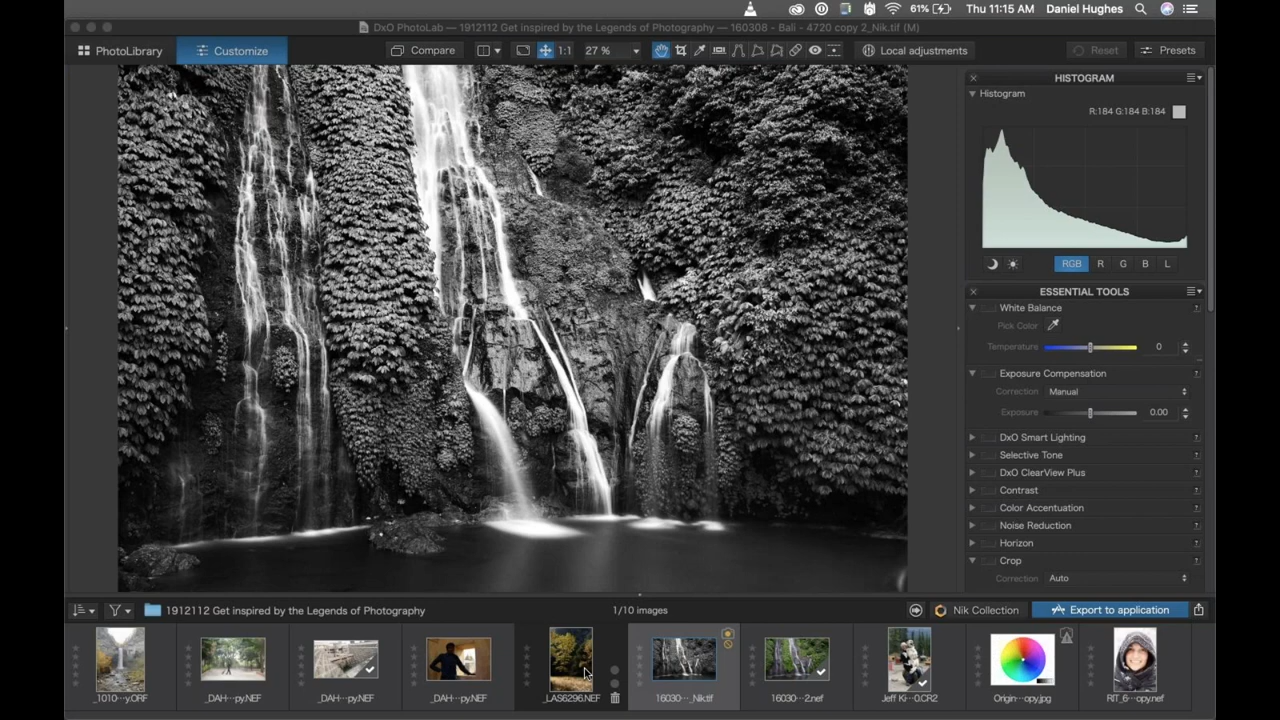 61% Thu 11:15 AM Daniel Hughes
DxO PhotoLab — 1912112 Get inspired by the Legends of Photography — 160308 - Bali - 4720 copy 2_Nik.tif (M)
PhotoLibrary Customize Compare 1:1 27 % Local adjustments Reset Presets
HISTOGRAM
Histogram
R:184 G:184 B:184
RGB R G B L
ESSENTIAL TOOLS
White Balance
Pick Color
Temperature 0
Exposure Compensation
Correction Manual
Exposure 0.00
DxO Smart Lighting
Selective Tone
DxO ClearView Plus
Contrast
Color Accentuation
Noise Reduction
Horizon
Crop
Correction Auto
1912112 Get inspired by the Legends of Photography 1/10 images Nik Collection Export to application
_1010···y.ORF _DAH···py.NEF _DAH···py.NEF _DAH···py.NEF _LAS6296.NEF 16030···_Nik.tif 16030···2.nef Jeff Ki···0.CR2 Origin···opy.jpg RIT_6···opy.nef